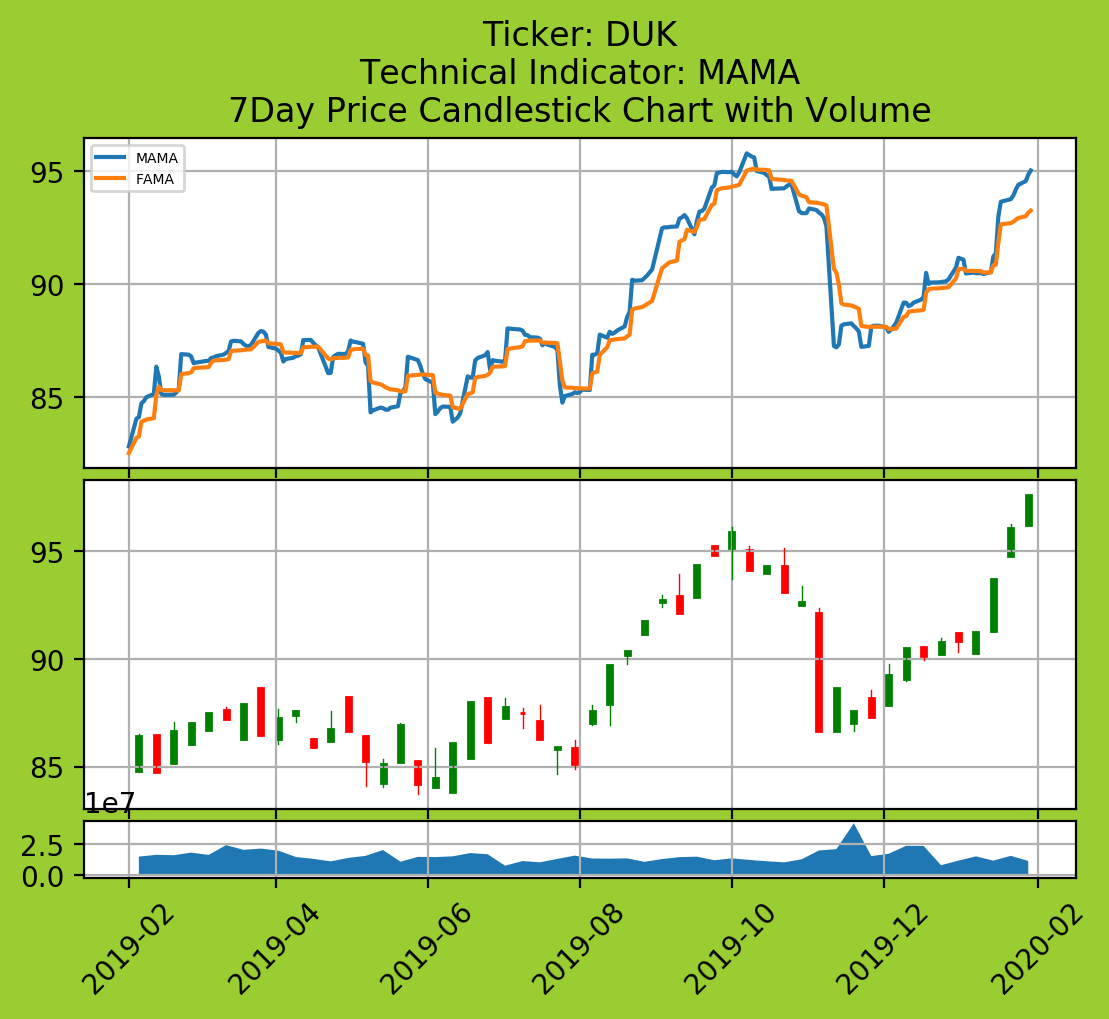 Ticker: DUK
Technical Indicator: MAMA
7Day Price Candlestick Chart with Volume
MAMA
FAMA
95
90
85
95
90
85
1e7
2.5
0.0
2019-02
2019-04
2019-06
2019-08
2019-10
2019-12
2020-02